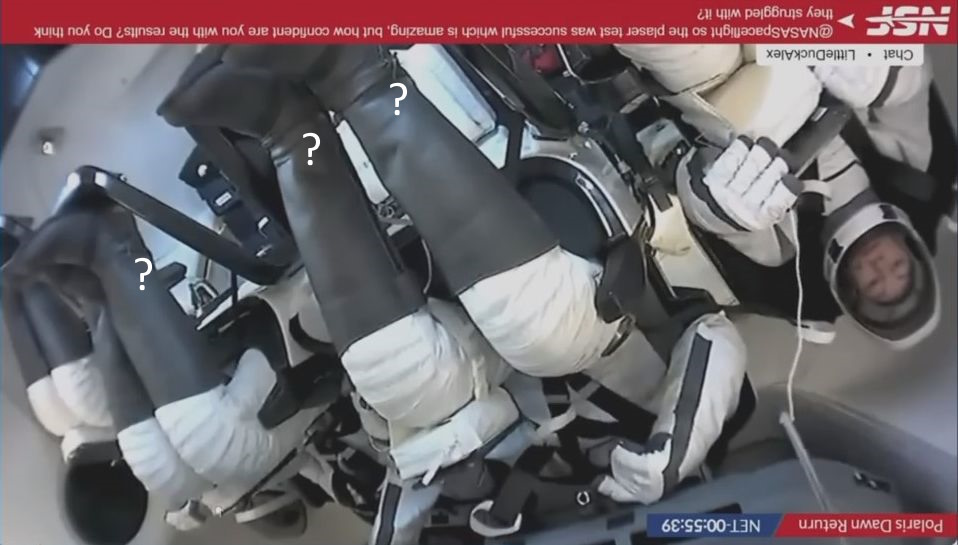 Polaris Dawn Return NET-00:55:39
?
?
?
Chat • LittleDuckAlex
@NASASpaceflight so the plaser test was successful which is amazing, but how confident are you with the results? Do you think
they struggled with it?
NSF